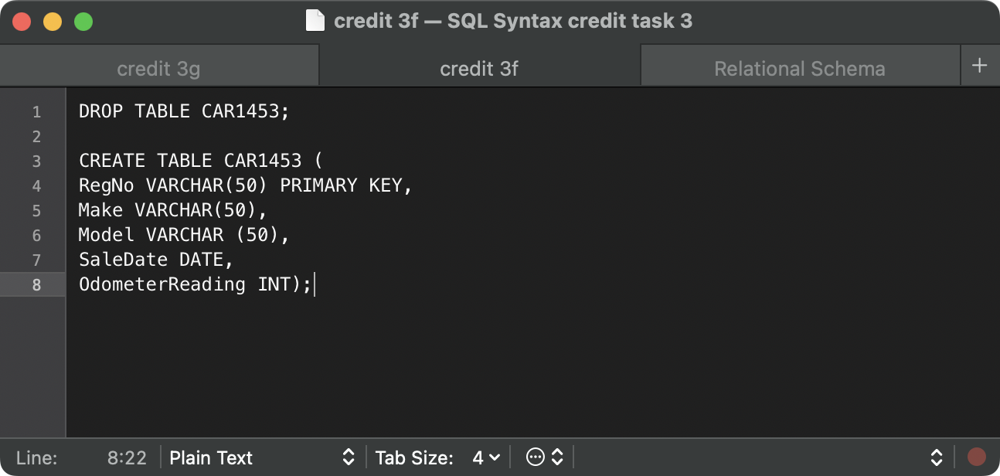 credit 3f — SQL Syntax credit task 3
credit 3g
credit 3f
Relational Schema
+
1 DROP TABLE CAR1453;
2
3 CREATE TABLE CAR1453 (
4 RegNo VARCHAR(50) PRIMARY KEY,
5 Make VARCHAR(50),
6 Model VARCHAR (50),
7 SaleDate DATE,
8 OdometerReading INT);
Line: 8:22 Plain Text Tab Size: 4